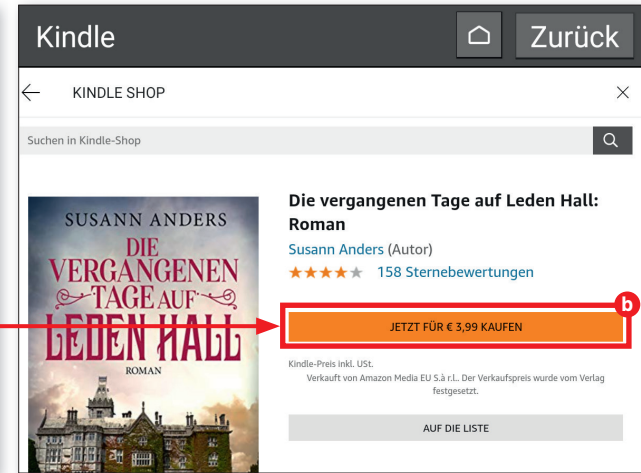 Kindle
Zurück
KINDLE SHOP
Suchen in Kindle-Shop
SUSANN ANDERS
DIE
VERGANGENEN
TAGE AUF
LEDEN HALL
ROMAN
Die vergangenen Tage auf Leden Hall:
Roman
Susann Anders (Autor)
158 Sternebewertungen
b
JETZT FÜR € 3,99 KAUFEN
Kindle-Preis inkl. USt.
Verkauft von Amazon Media EU S.à r.l.. Der Verkaufspreis wurde vom Verlag
festgesetzt.
AUF DIE LISTE